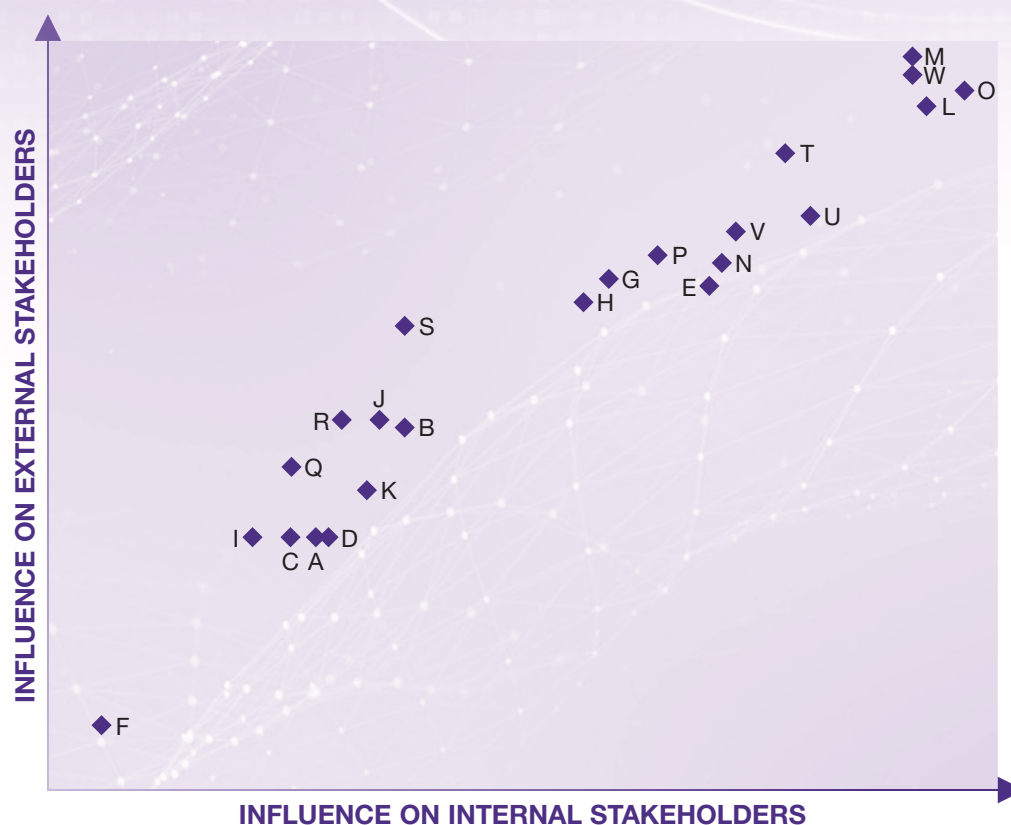 INFLUENCE ON EXTERNAL STAKEHOLDERS
M
W
O
L
T
U
V
P
N
G
E
H
S
J
R
B
Q
K
I
D
C
A
F
INFLUENCE ON INTERNAL STAKEHOLDERS